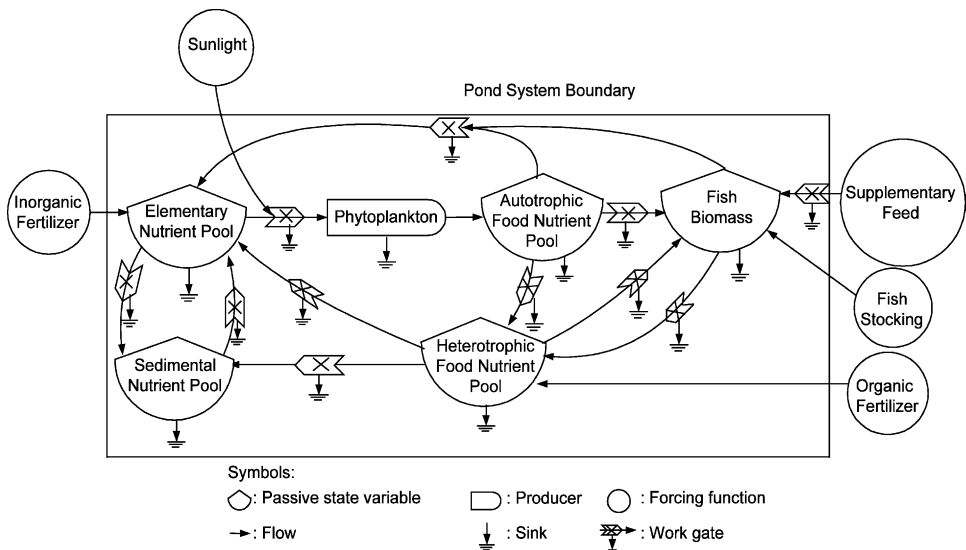 Sunlight
Pond System Boundary
Inorganic
Fertilizer
Elementary
Nutrient Pool
Phytoplankton
Autrotrophic
Food Nutrient
Pool
Fish
Biomass
Supplementary
Feed
Fish
Stocking
Sedimental
Nutrient Pool
Heterotrophic
Food Nutrient
Pool
Organic
Fertilizer
Symbols:
: Passive state variable
: Producer
: Forcing function
: Flow
: Sink
: Work gate